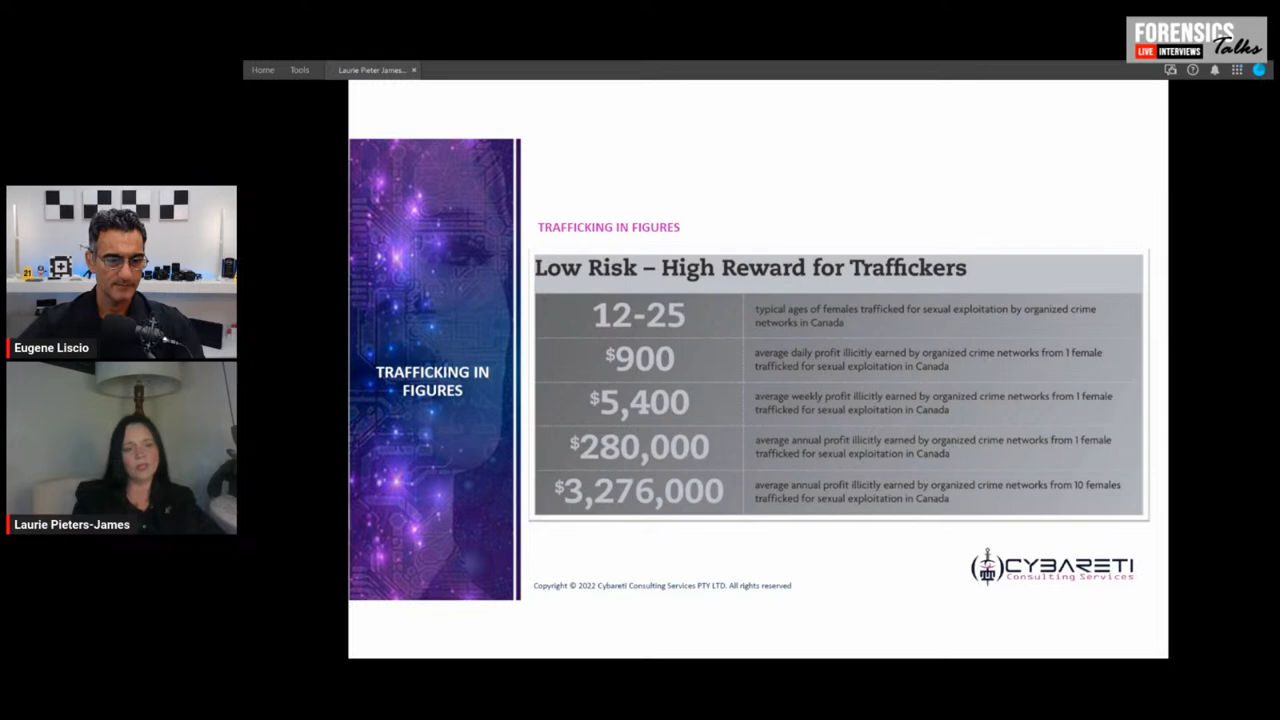 FORENSICS
LIVE INTERVIEWS Talks
Home Tools Laurie Pieter James... ×
TRAFFICKING IN FIGURES
Low Risk – High Reward for Traffickers
12-25
typical ages of females trafficked for sexual exploitation by organized crime
networks in Canada
$900
average daily profit illicitly earned by organized crime networks from 1 female
trafficked for sexual exploitation in Canada
$5,400
average weekly profit illicitly earned by organized crime networks from 1 female
trafficked for sexual exploitation in Canada
$280,000
average annual profit illicitly earned by organized crime networks from 1 female
trafficked for sexual exploitation in Canada
$3,276,000
average annual profit illicitly earned by organized crime networks from 10 females
trafficked for sexual exploitation in Canada
TRAFFICKING IN
FIGURES
CYBARETI
Consulting Services
Copyright © 2022 Cybareti Consulting Services PTY LTD. All rights reserved
21
Eugene Liscio
Laurie Pieters-James